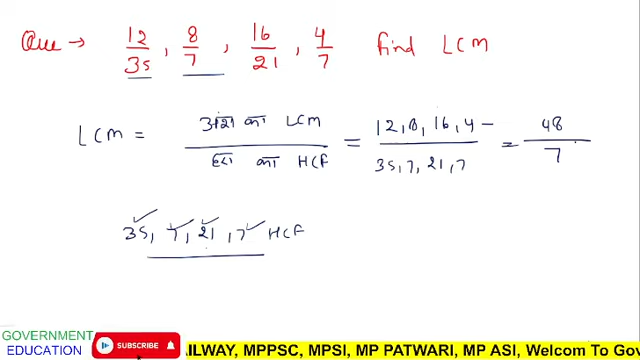 Que → 12/35, 8/7, 16/21, 4/7 find LCM
LCM = अंश का LCM / हर का HCF = 12, 8, 16, 4 / 35, 7, 21, 7 = 48/7
35, 7, 21, 7 HCF
GOVERNMENT
EDUCATION
SUBSCRIBE
AILWAY, MPPSC, MPSI, MP PATWARI, MP ASI, Welcom To Gov